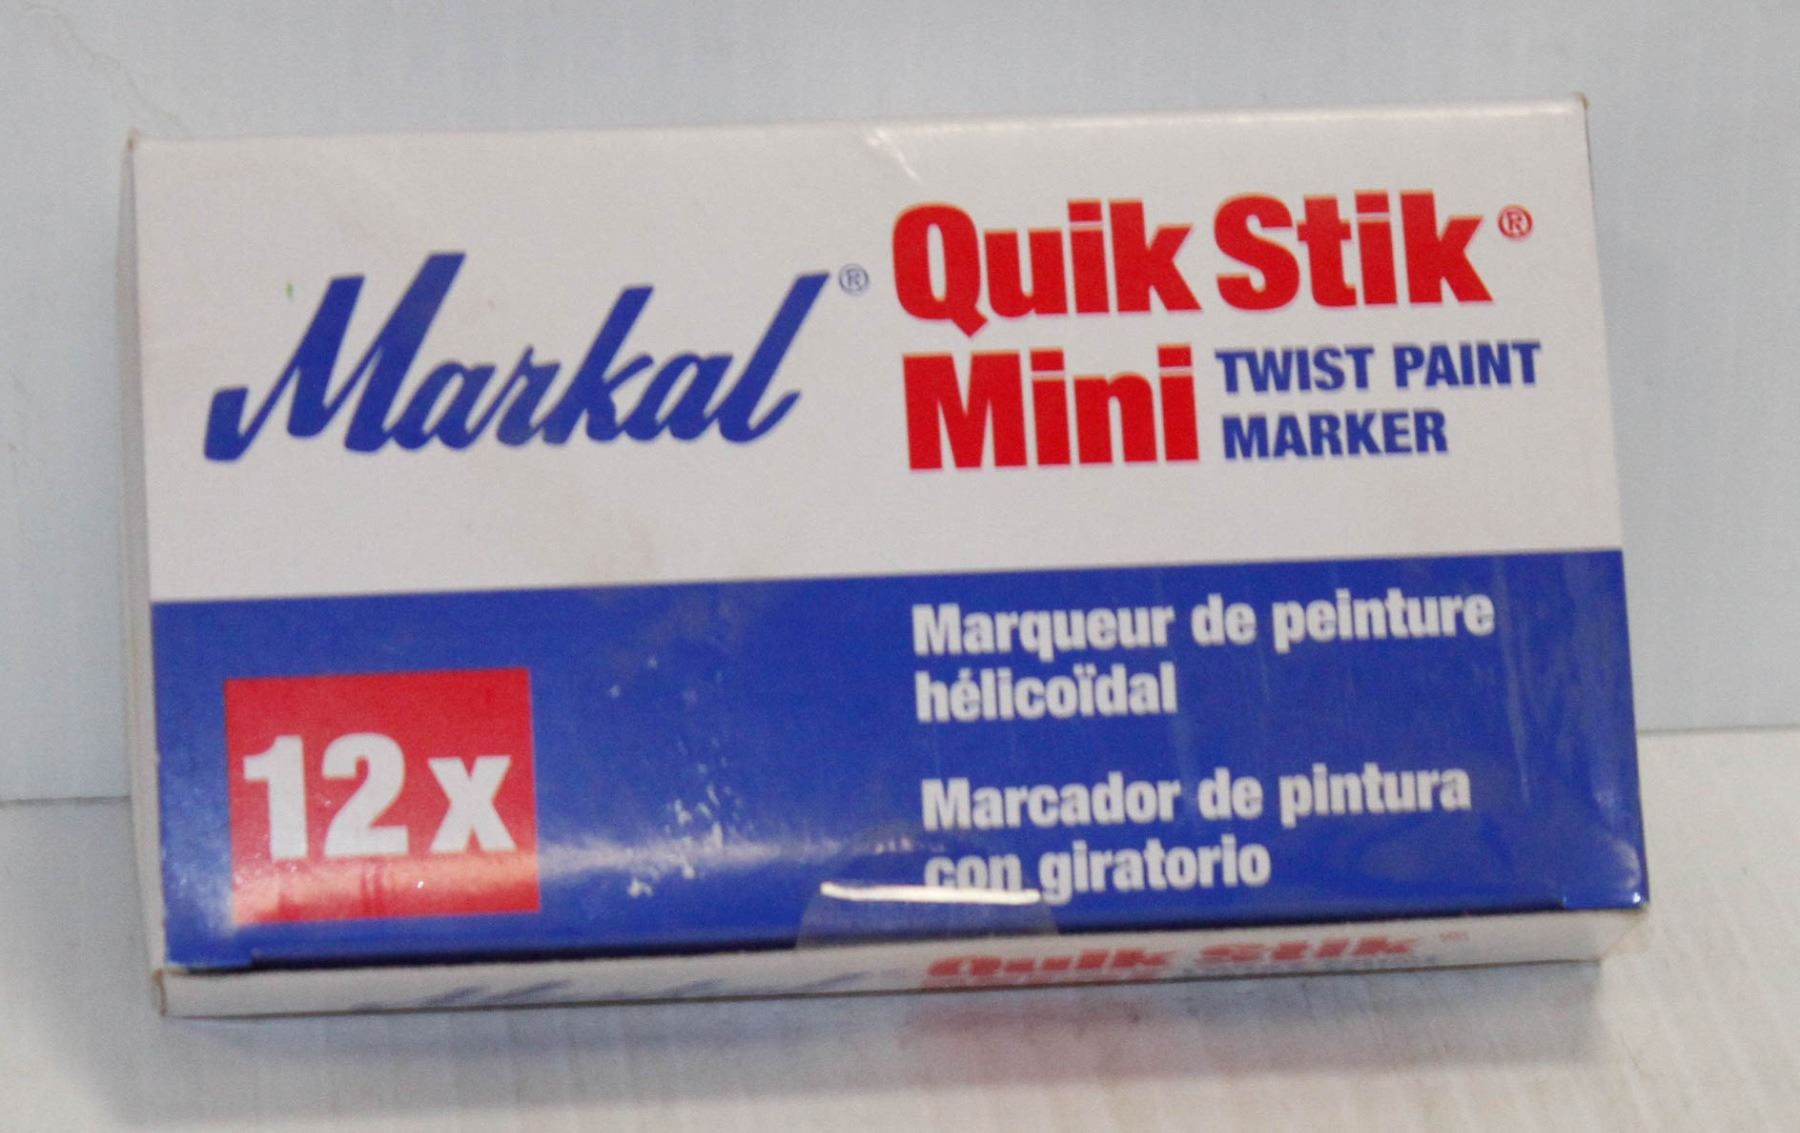 Markal®
Quik Stik®
Mini
TWIST PAINT
MARKER
12x
Marqueur de peinture
hélicoïdal
Marcador de pintura
con giratorio
Quik Stik